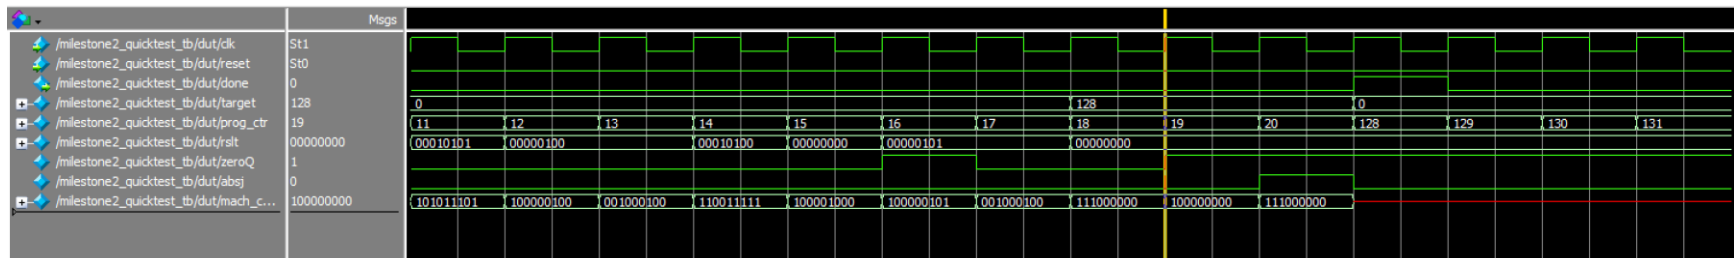 Msgs
/milestone2_quicktest_tb/dut/clk St1
/milestone2_quicktest_tb/dut/reset St0
/milestone2_quicktest_tb/dut/done 0
/milestone2_quicktest_tb/dut/target 128 0 128 0
/milestone2_quicktest_tb/dut/prog_ctr 19 11 12 13 14 15 16 17 18 19 20 128 129 130 131
/milestone2_quicktest_tb/dut/rslt 00000000 00010101 00000100 00010100 00000000 00000101 00000000
/milestone2_quicktest_tb/dut/zeroQ 1
/milestone2_quicktest_tb/dut/absj 0
/milestone2_quicktest_tb/dut/mach_c... 100000000 101011101 100000100 001000100 110011111 100001000 100000101 001000100 111000000 100000000 111000000